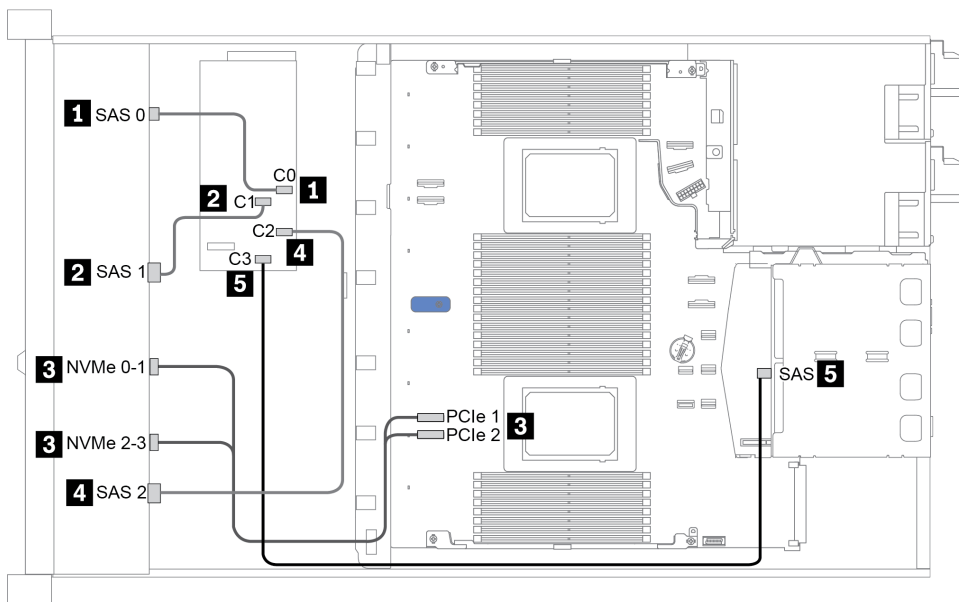 1 SAS 0
C0 1
2 C1
C2 4
2 SAS 1
C3
5
3 NVMe 0-1
SAS 5
PCIe 1
3
PCIe 2
3 NVMe 2-3
4 SAS 2